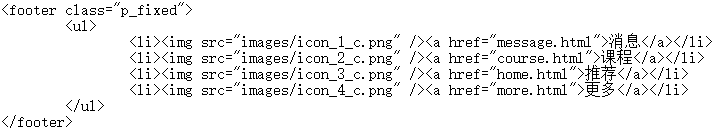 <footer class="p_fixed">
<ul>
<li><img src="images/icon_1_c.png" /><a href="message.html">消息</a></li>
<li><img src="images/icon_2_c.png" /><a href="course.html">课程</a></li>
<li><img src="images/icon_3_c.png" /><a href="home.html">推荐</a></li>
<li><img src="images/icon_4_c.png" /><a href="more.html">更多</a></li>
</ul>
</footer>